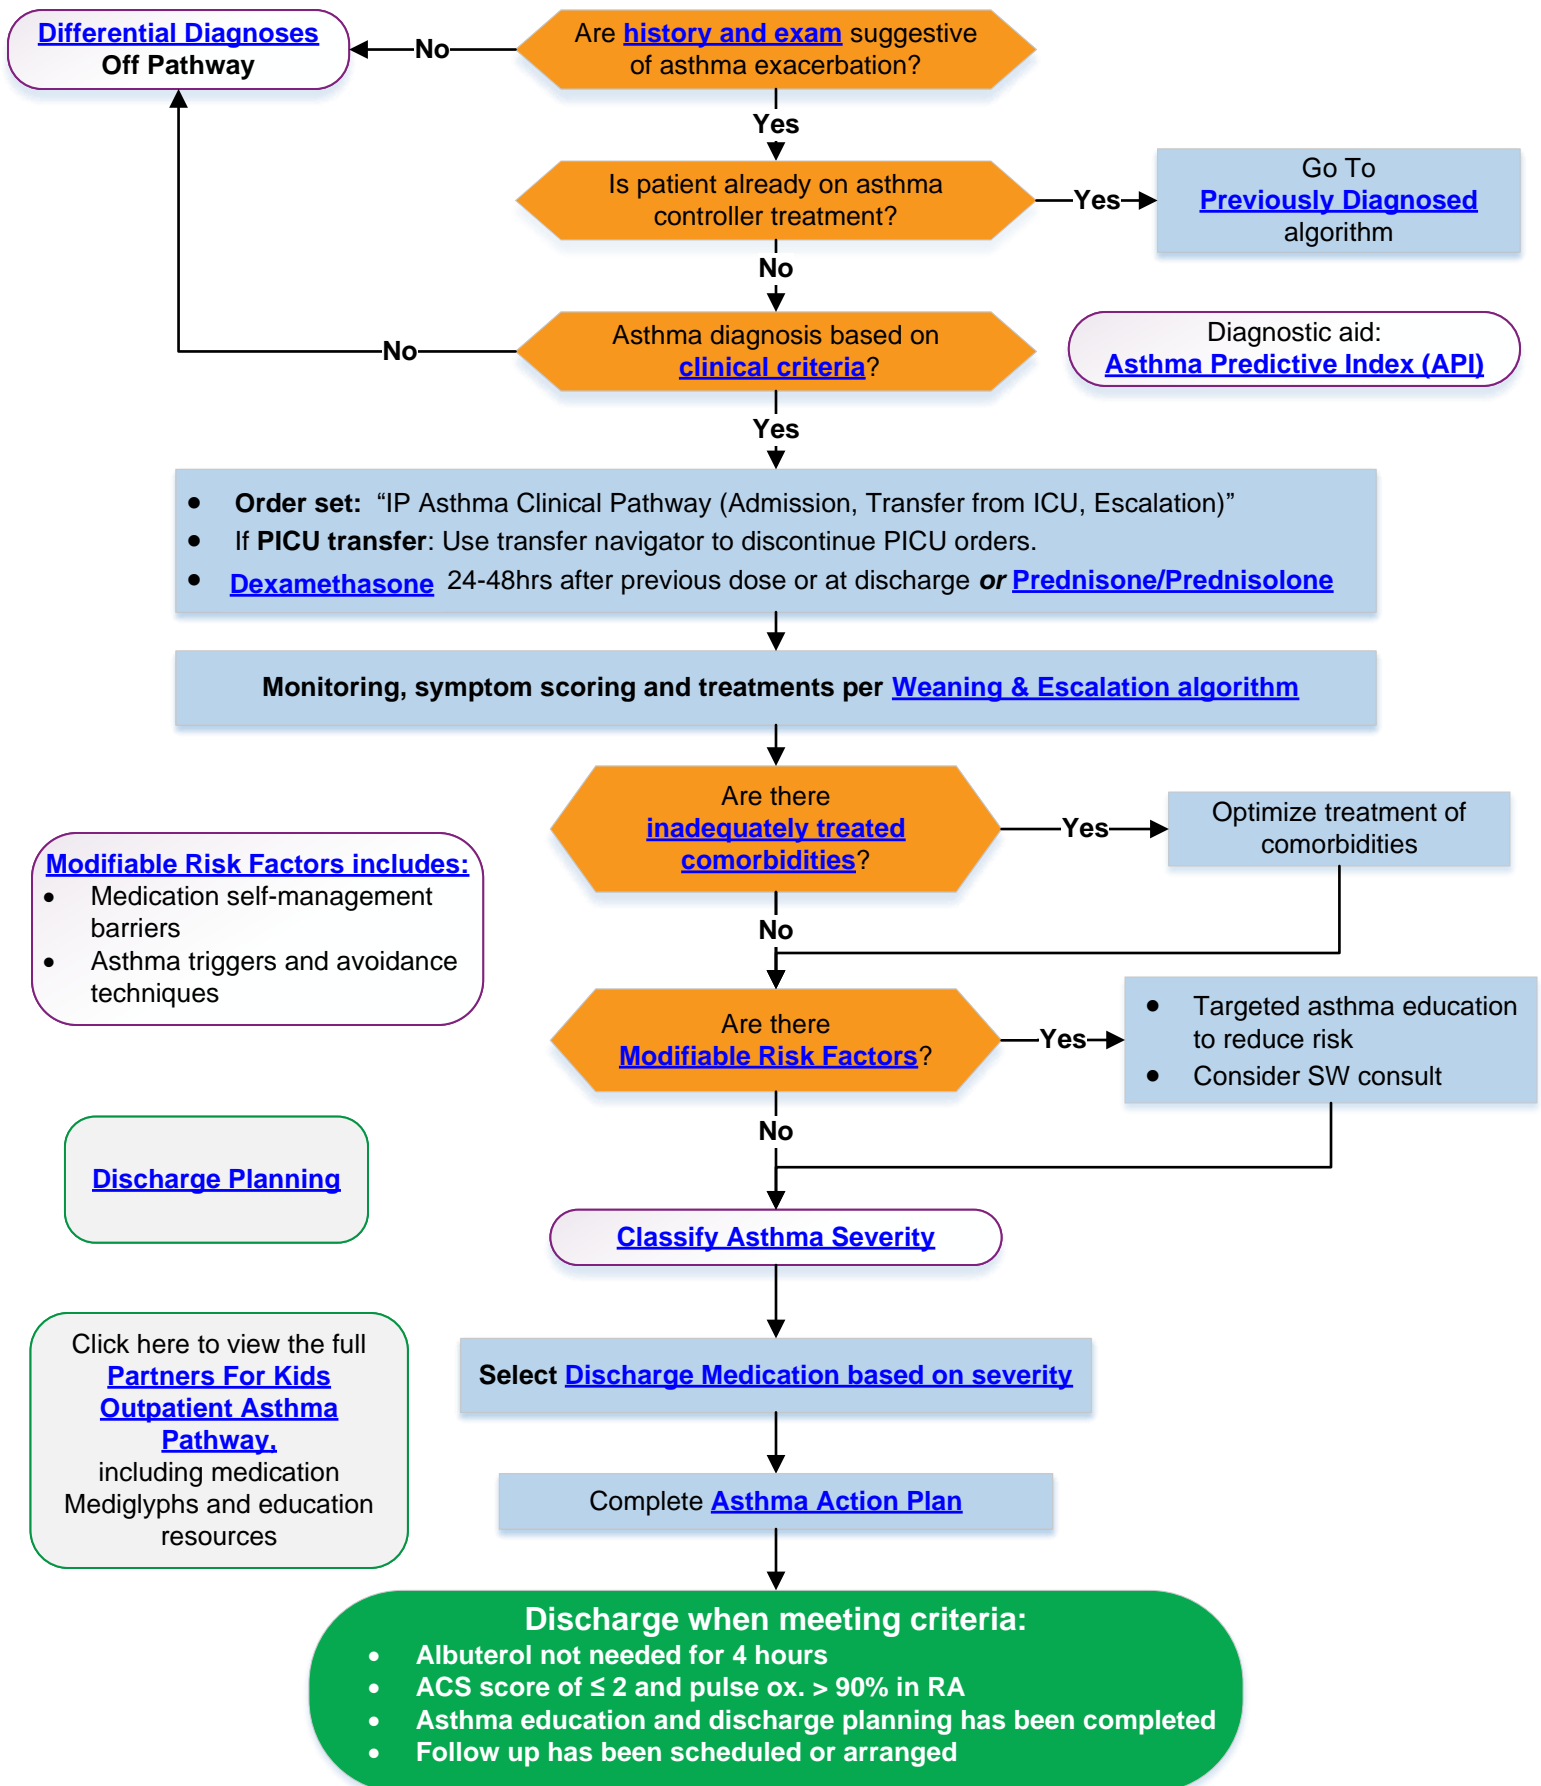 Differential Diagnoses
Off Pathway
No
Are history and exam suggestive
of asthma exacerbation?
Yes
Is patient already on asthma
controller treatment?
Yes
Go To
Previously Diagnosed
algorithm
No
No
Asthma diagnosis based on
clinical criteria?
Diagnostic aid:
Asthma Predictive Index (API)
Yes
• Order set: “IP Asthma Clinical Pathway (Admission, Transfer from ICU, Escalation)”
• If PICU transfer: Use transfer navigator to discontinue PICU orders.
• Dexamethasone 24-48hrs after previous dose or at discharge or Prednisone/Prednisolone
Monitoring, symptom scoring and treatments per Weaning & Escalation algorithm
Are there
inadequately treated
comorbidities?
Yes
Optimize treatment of
comorbidities
Modifiable Risk Factors includes:
• Medication self-management
barriers
• Asthma triggers and avoidance
techniques
No
Are there
Modifiable Risk Factors?
Yes
• Targeted asthma education
to reduce risk
• Consider SW consult
No
Discharge Planning
Classify Asthma Severity
Click here to view the full
Partners For Kids
Outpatient Asthma
Pathway,
including medication
Mediglyphs and education
resources
Select Discharge Medication based on severity
Complete Asthma Action Plan
Discharge when meeting criteria:
• Albuterol not needed for 4 hours
• ACS score of ≤ 2 and pulse ox. > 90% in RA
• Asthma education and discharge planning has been completed
• Follow up has been scheduled or arranged